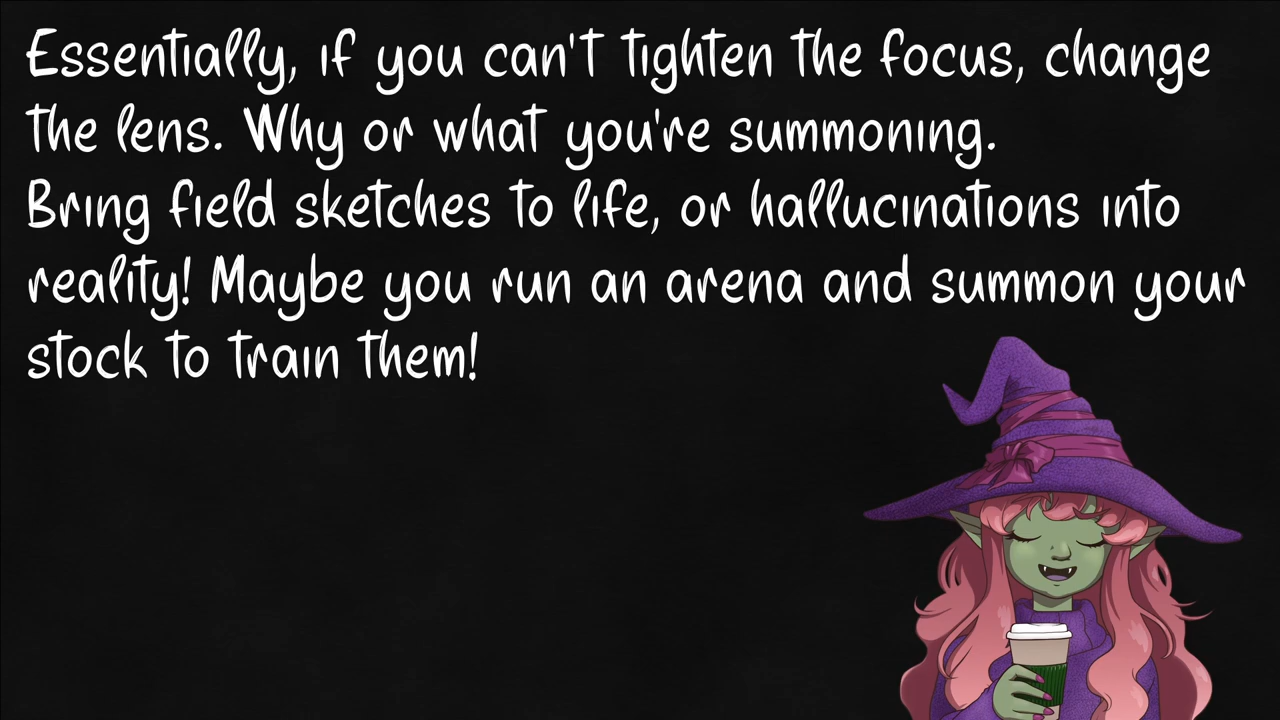 Essentially, if you can't tighten the focus, change
the lens. Why or what you're summoning.
Bring field sketches to life, or hallucinations into
reality! Maybe you run an arena and summon your
stock to train them!